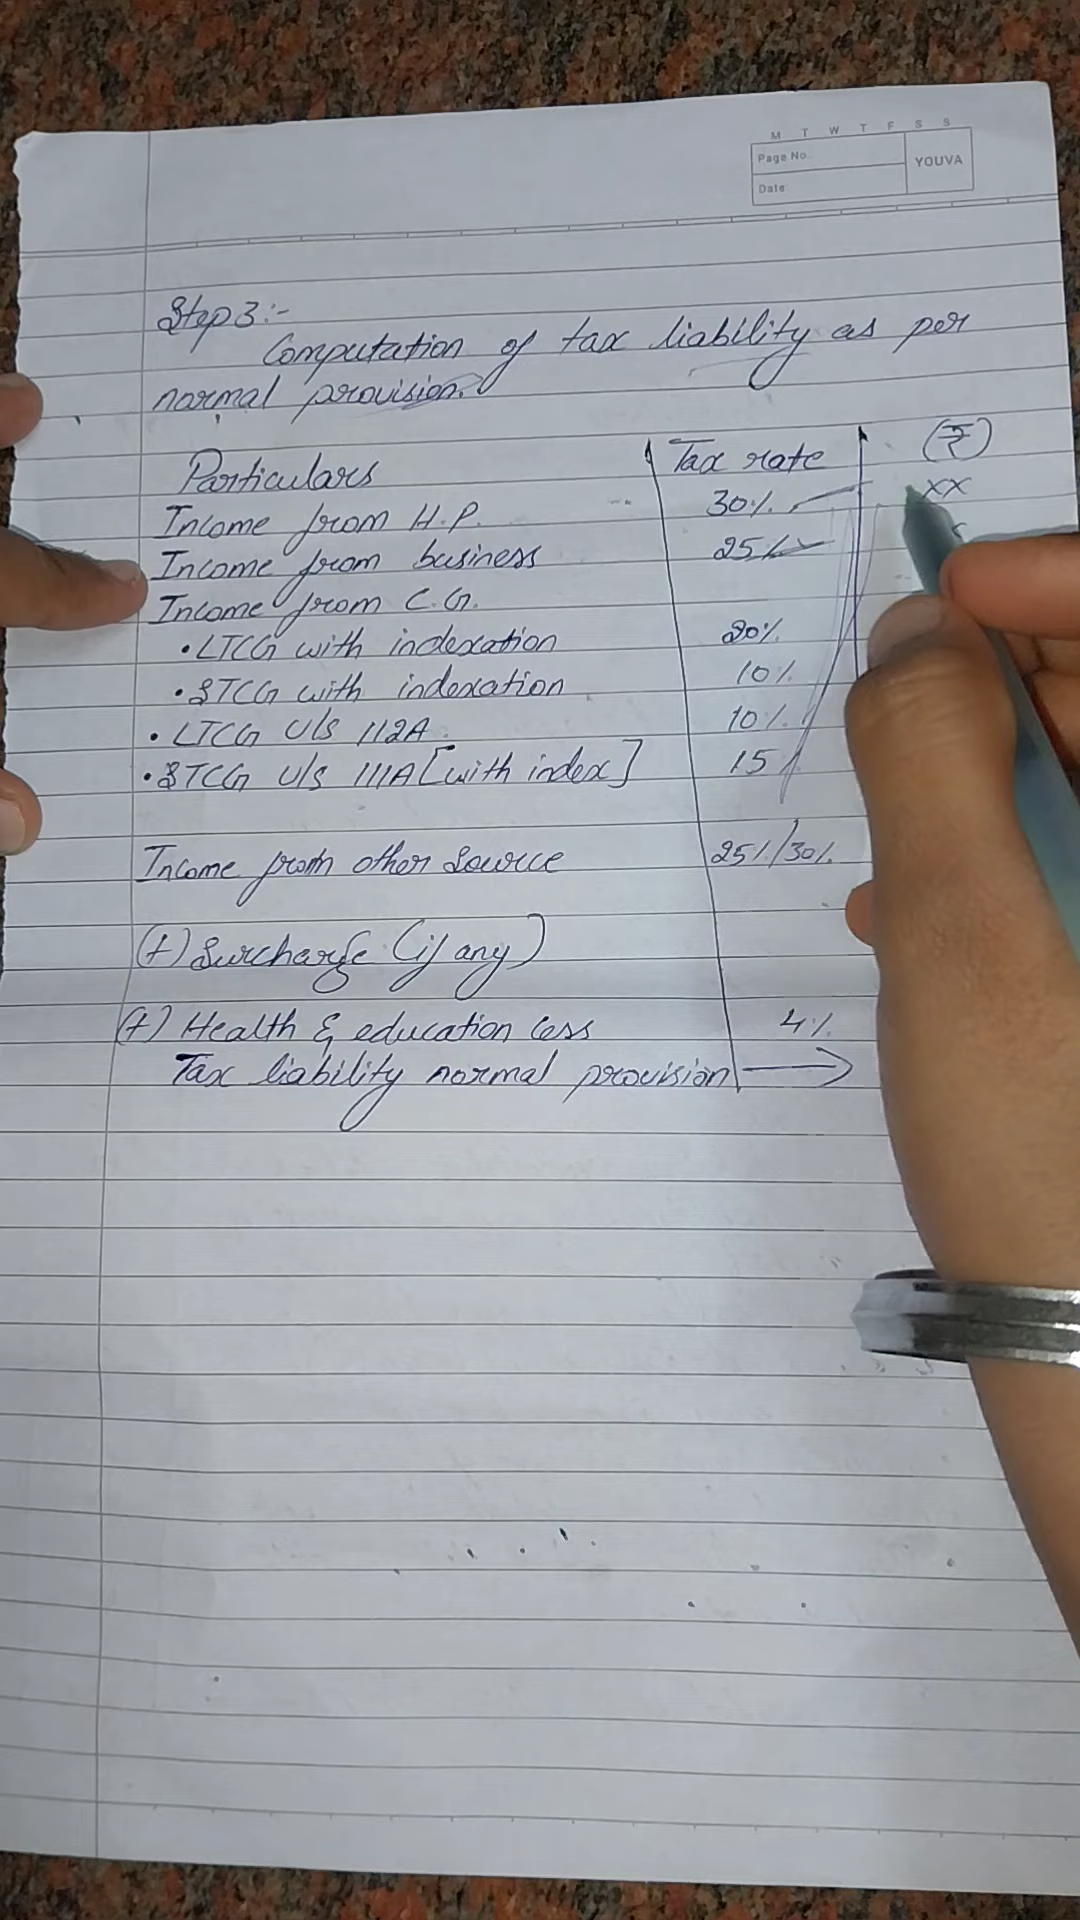 M T W T F S S
Page No.
YOUVA
Date
Step 3:-
Computation of tax liability as per
normal provision.
Particulars Tax rate (₹)
Income from H.P. 30% xx
Income from business 25%
Income from C.G.
• LTCG with indexation 20%
• STCG with indexation 10%
• LTCG U/s 112A 10%
• STCG U/s 111A [with index] 15%
Income from other source 25%/30%
(+) Surcharge (if any)
(+) Health & education cess 4%
Tax liability normal provision →